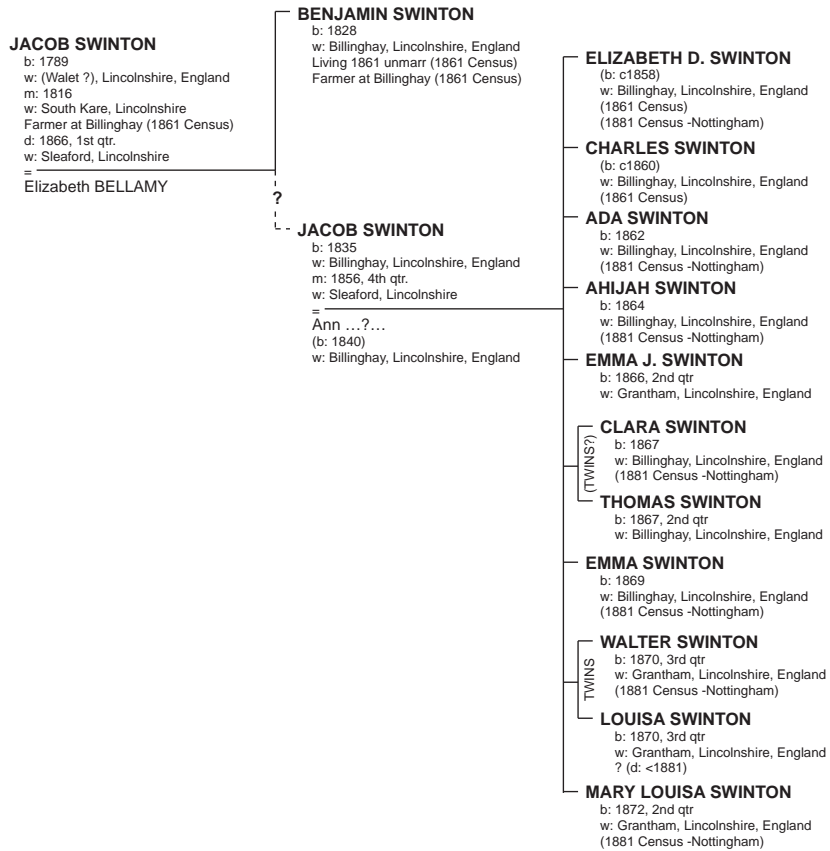 JACOB SWINTON
b: 1789
w: (Walet ?), Lincolnshire, England
m: 1816
w: South Kare, Lincolnshire
Farmer at Billinghay (1861 Census)
d: 1866, 1st qtr.
w: Sleaford, Lincolnshire
=
Elizabeth BELLAMY
BENJAMIN SWINTON
b: 1828
w: Billinghay, Lincolnshire, England
Living 1861 unmarr (1861 Census)
Farmer at Billinghay (1861 Census)
?
JACOB SWINTON
b: 1835
w: Billinghay, Lincolnshire, England
m: 1856, 4th qtr.
w: Sleaford, Lincolnshire
=
Ann …?…
(b: 1840)
w: Billinghay, Lincolnshire, England
ELIZABETH D. SWINTON
(b: c1858)
w: Billinghay, Lincolnshire, England
(1861 Census)
(1881 Census -Nottingham)
CHARLES SWINTON
(b: c1860)
w: Billinghay, Lincolnshire, England
(1861 Census)
ADA SWINTON
b: 1862
w: Billinghay, Lincolnshire, England
(1881 Census -Nottingham)
AHIJAH SWINTON
b: 1864
w: Billinghay, Lincolnshire, England
(1881 Census -Nottingham)
EMMA J. SWINTON
b: 1866, 2nd qtr
w: Grantham, Lincolnshire, England
(TWINS?)
CLARA SWINTON
b: 1867
w: Billinghay, Lincolnshire, England
(1881 Census -Nottingham)
THOMAS SWINTON
b: 1867, 2nd qtr
w: Billinghay, Lincolnshire, England
EMMA SWINTON
b: 1869
w: Billinghay, Lincolnshire, England
(1881 Census -Nottingham)
TWINS
WALTER SWINTON
b: 1870, 3rd qtr
w: Grantham, Lincolnshire, England
(1881 Census -Nottingham)
LOUISA SWINTON
b: 1870, 3rd qtr
w: Grantham, Lincolnshire, England
? (d: <1881)
MARY LOUISA SWINTON
b: 1872, 2nd qtr
w: Grantham, Lincolnshire, England
(1881 Census -Nottingham)